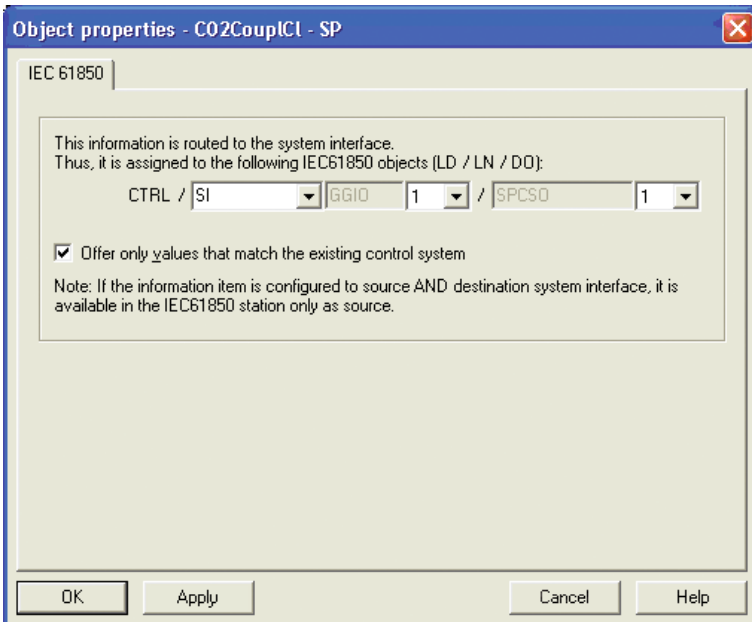 Object properties - CO2CouplCl - SP
IEC 61850
This information is routed to the system interface.
Thus, it is assigned to the following IEC61850 objects (LD / LN / DO):
CTRL / SI GGIO 1 / SPCSO 1
Offer only values that match the existing control system
Note: If the information item is configured to source AND destination system interface, it is
available in the IEC61850 station only as source.
OK Apply Cancel Help